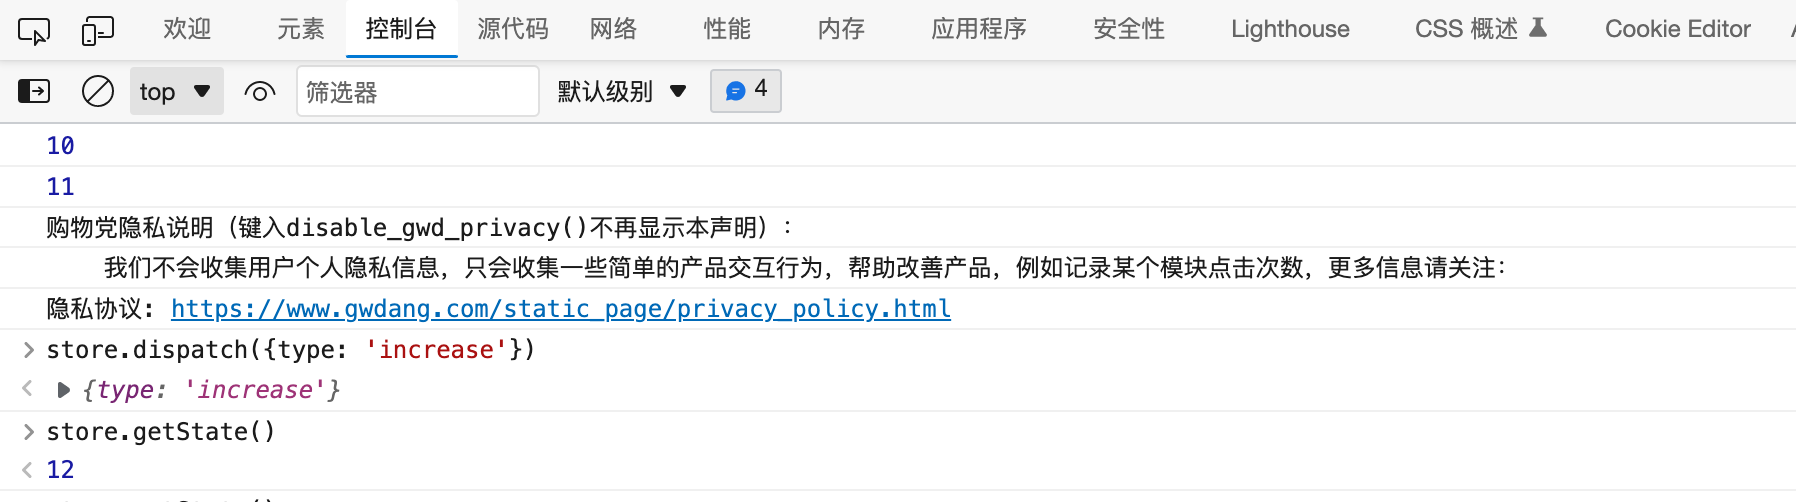 欢迎 元素 控制台 源代码 网络 性能 内存 应用程序 安全性 Lighthouse CSS 概述 Cookie Editor
top 筛选器 默认级别 4
10
11
购物党隐私说明（键入disable_gwd_privacy()不再显示本声明）：
我们不会收集用户个人隐私信息，只会收集一些简单的产品交互行为，帮助改善产品，例如记录某个模块点击次数，更多信息请关注：
隐私协议: https://www.gwdang.com/static_page/privacy_policy.html
store.dispatch({type: 'increase'})
{type: 'increase'}
store.getState()
12